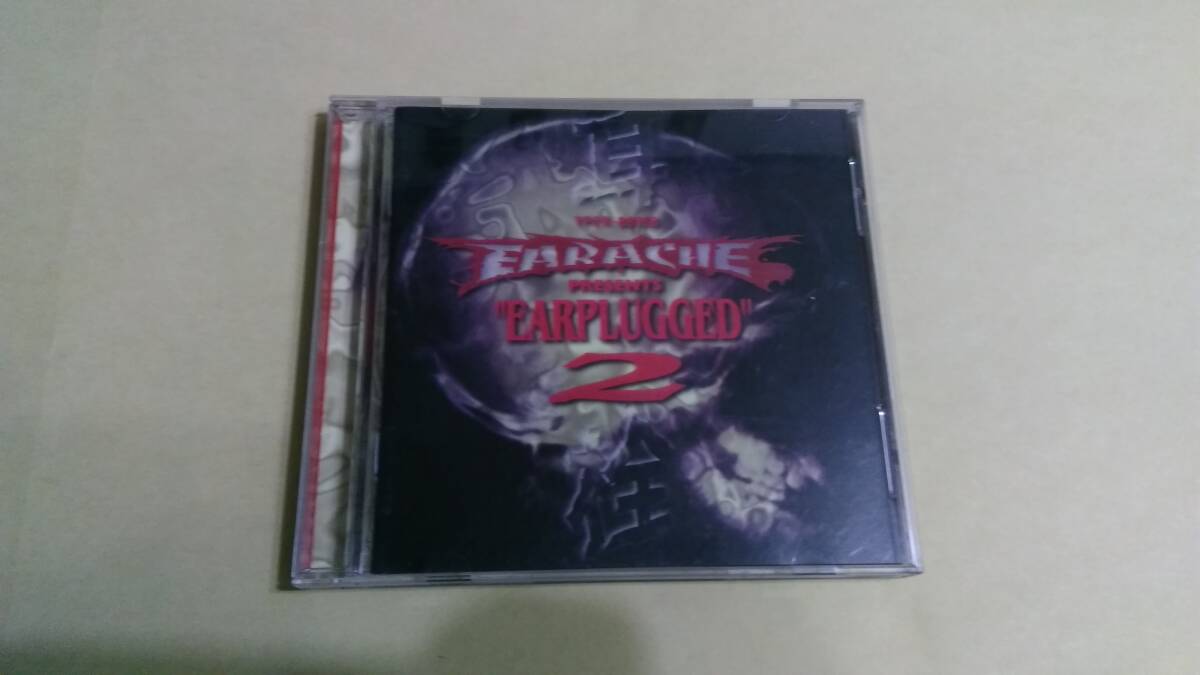 EARACHE
PRESENTS
"EARPLUGGED"
2